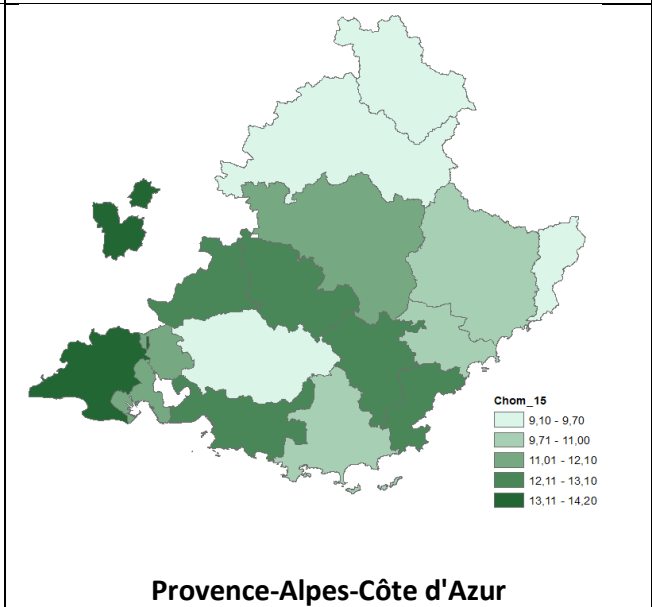 Chom_15
9,10 - 9,70
9,71 - 11,00
11,01 - 12,10
12,11 - 13,10
13,11 - 14,20
Provence-Alpes-Côte d'Azur